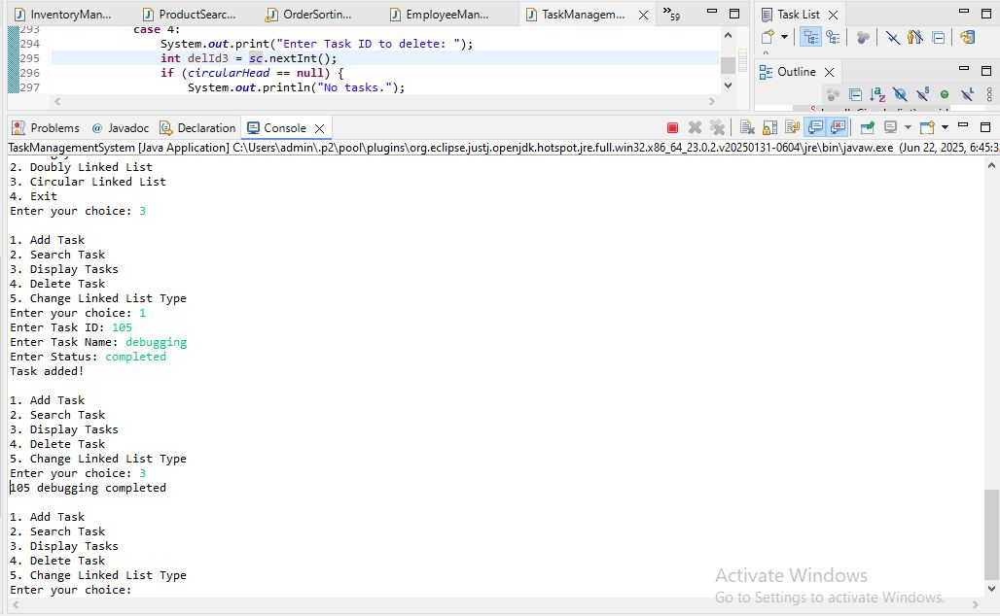 InventoryMan... ProductSearc... OrderSortin... EmployeeMan... TaskManagem... »59 Task List
293 case 4:
294 System.out.print("Enter Task ID to delete: ");
295 int delId3 = sc.nextInt();
296 if (circularHead == null) {
297 System.out.println("No tasks.");
Outline
Problems @ Javadoc Declaration Console
TaskManagementSystem [Java Application] C:\Users\admin\.p2\pool\plugins\org.eclipse.justj.openjdk.hotspot.jre.full.win32.x86_64_23.0.2.v20250131-0604\jre\bin\javaw.exe (Jun 22, 2025, 6:45:3
2. Doubly Linked List
3. Circular Linked List
4. Exit
Enter your choice: 3
1. Add Task
2. Search Task
3. Display Tasks
4. Delete Task
5. Change Linked List Type
Enter your choice: 1
Enter Task ID: 105
Enter Task Name: debugging
Enter Status: completed
Task added!
1. Add Task
2. Search Task
3. Display Tasks
4. Delete Task
5. Change Linked List Type
Enter your choice: 3
105 debugging completed
1. Add Task
2. Search Task
3. Display Tasks
4. Delete Task
5. Change Linked List Type
Enter your choice:
Activate Windows
Go to Settings to activate Windows.